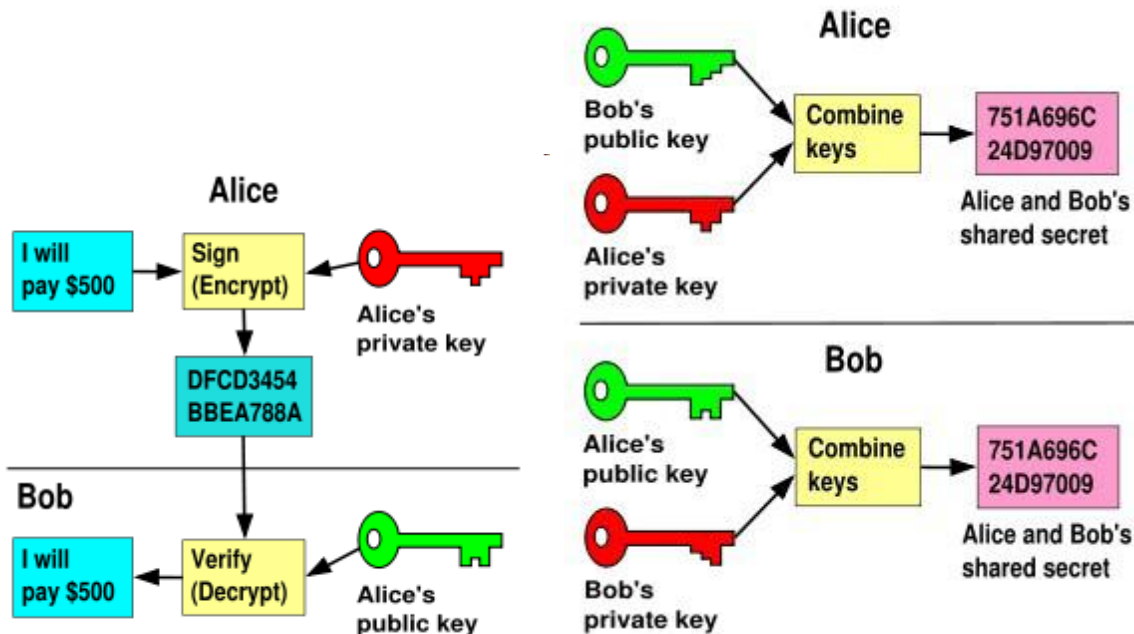 Alice
I will
pay $500
Sign
(Encrypt)
Alice's
private key
DFCD3454
BBEA788A
Bob
I will
pay $500
Verify
(Decrypt)
Alice's
public key
Alice
Bob's
public key
Combine
keys
751A696C
24D97009
Alice and Bob's
shared secret
Alice's
private key
Bob
Alice's
public key
Combine
keys
751A696C
24D97009
Alice and Bob's
shared secret
Bob's
private key